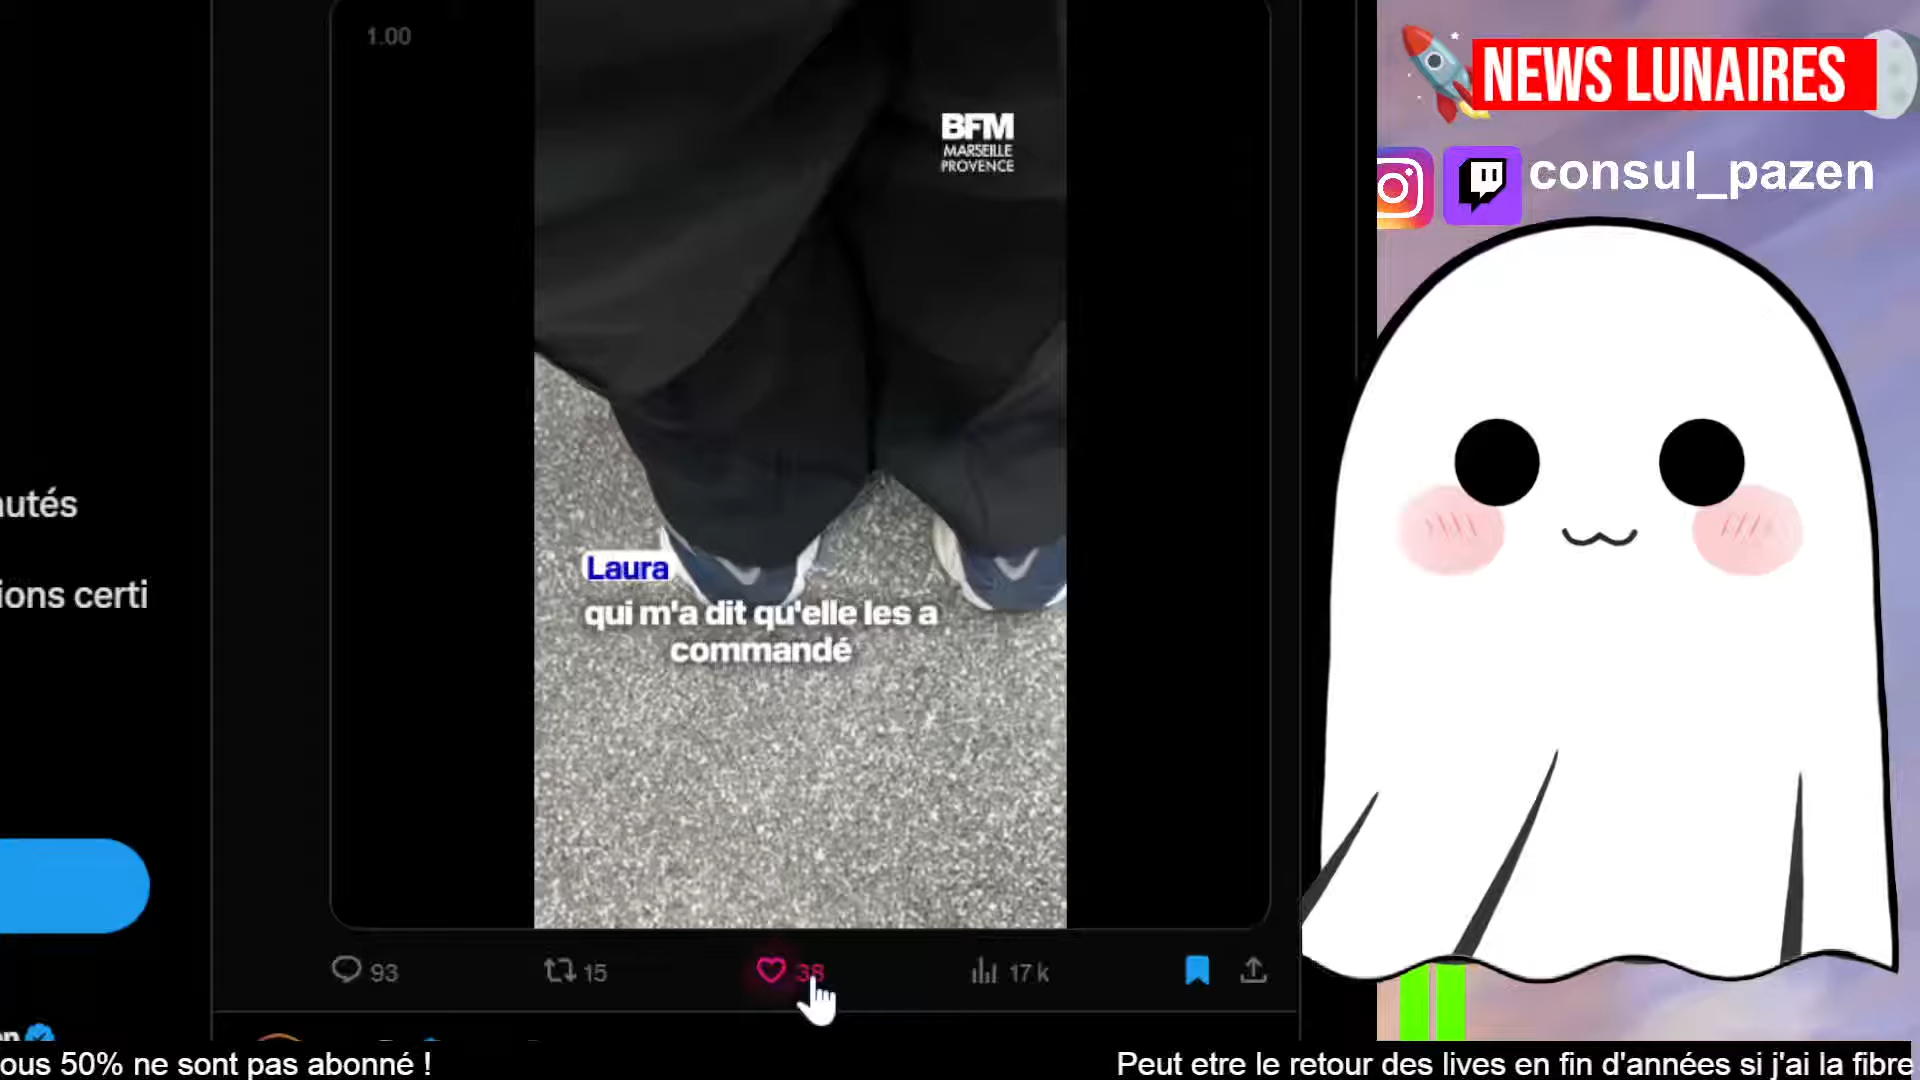 1.00
BFM
MARSEILLE
PROVENCE
NEWS LUNAIRES
consul_pazen
autés
ions certi
Laura
qui m'a dit qu'elle les a
commandé
93
15
38
17 k
ous 50% ne sont pas abonné !
Peut etre le retour des lives en fin d'années si j'ai la fibre